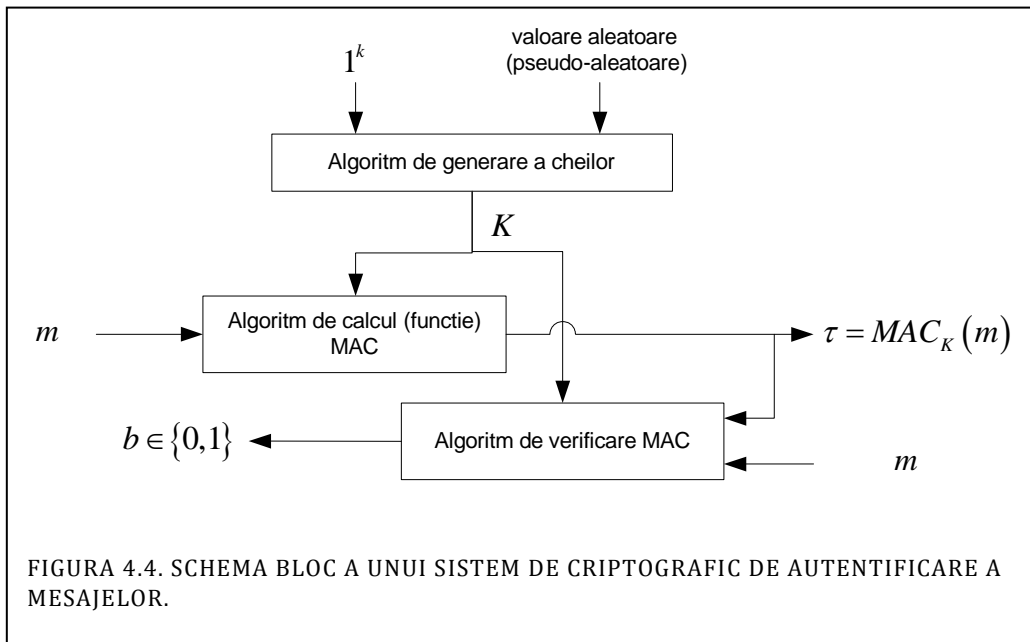 valoare aleatoare
(pseudo-aleatoare)
1^k
Algoritm de generare a cheilor
K
Algoritm de calcul (functie)
MAC
m
τ = MAC_K (m)
Algoritm de verificare MAC
b ∈ {0,1}
m
FIGURA 4.4. SCHEMA BLOC A UNUI SISTEM DE CRIPTOGRAFIC DE AUTENTIFICARE A
MESAJELOR.